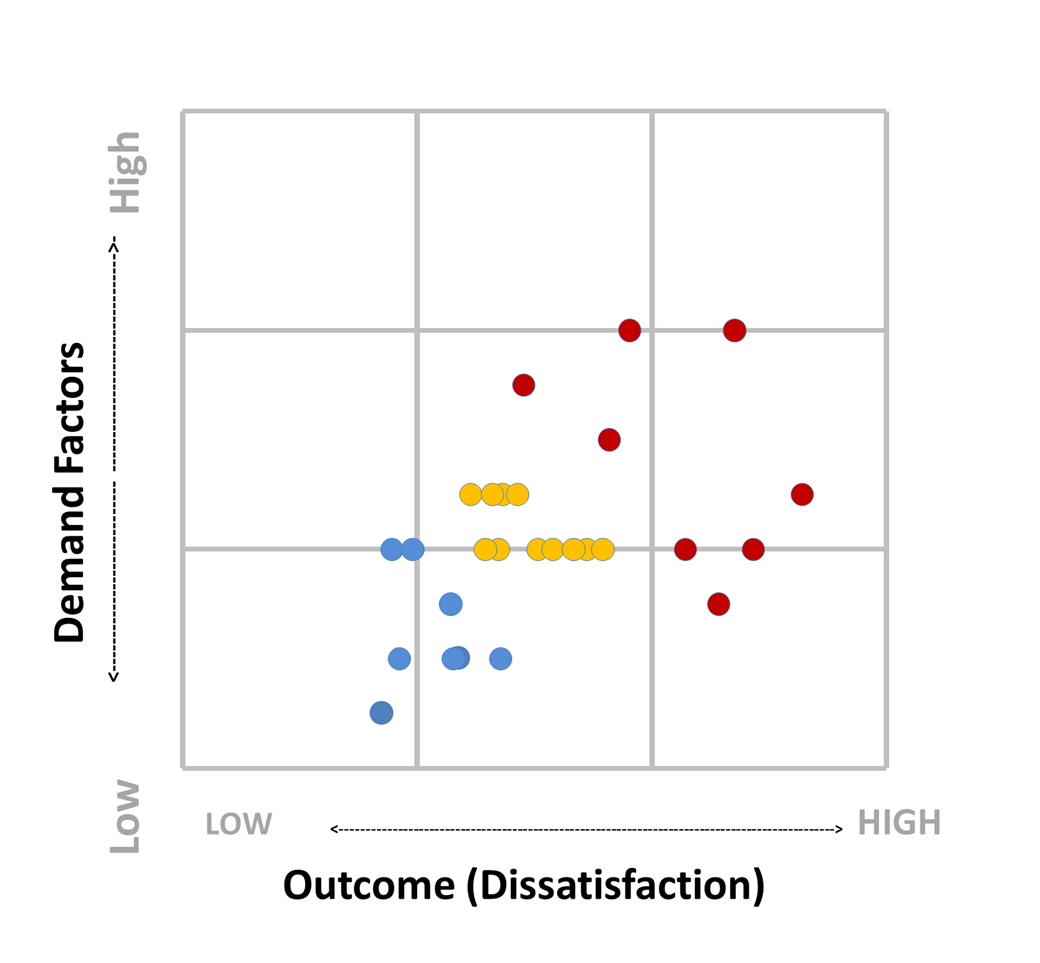 High
Demand Factors
Low
LOW
HIGH
Outcome (Dissatisfaction)